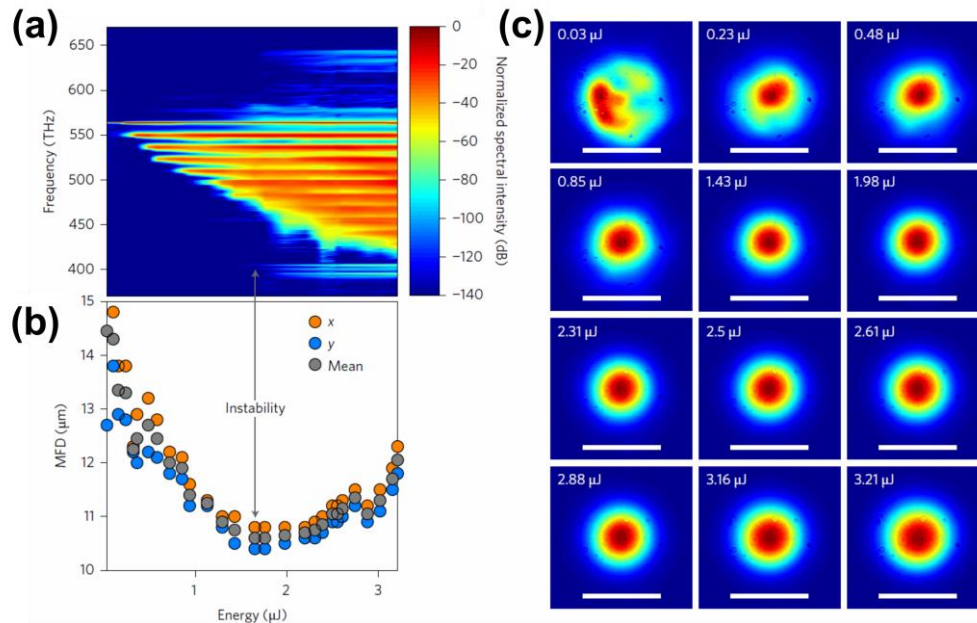 (a)
650
600
550
500
450
400
Frequency (THz)
0
−20
−40
−60
−80
−100
−120
−140
Normalized spectral intensity (dB)
(b)
15
14
13
12
11
10
MFD (μm)
x
y
Mean
Instability
1
2
3
Energy (μJ)
(c)
0.03 μJ
0.23 μJ
0.48 μJ
0.85 μJ
1.43 μJ
1.98 μJ
2.31 μJ
2.5 μJ
2.61 μJ
2.88 μJ
3.16 μJ
3.21 μJ